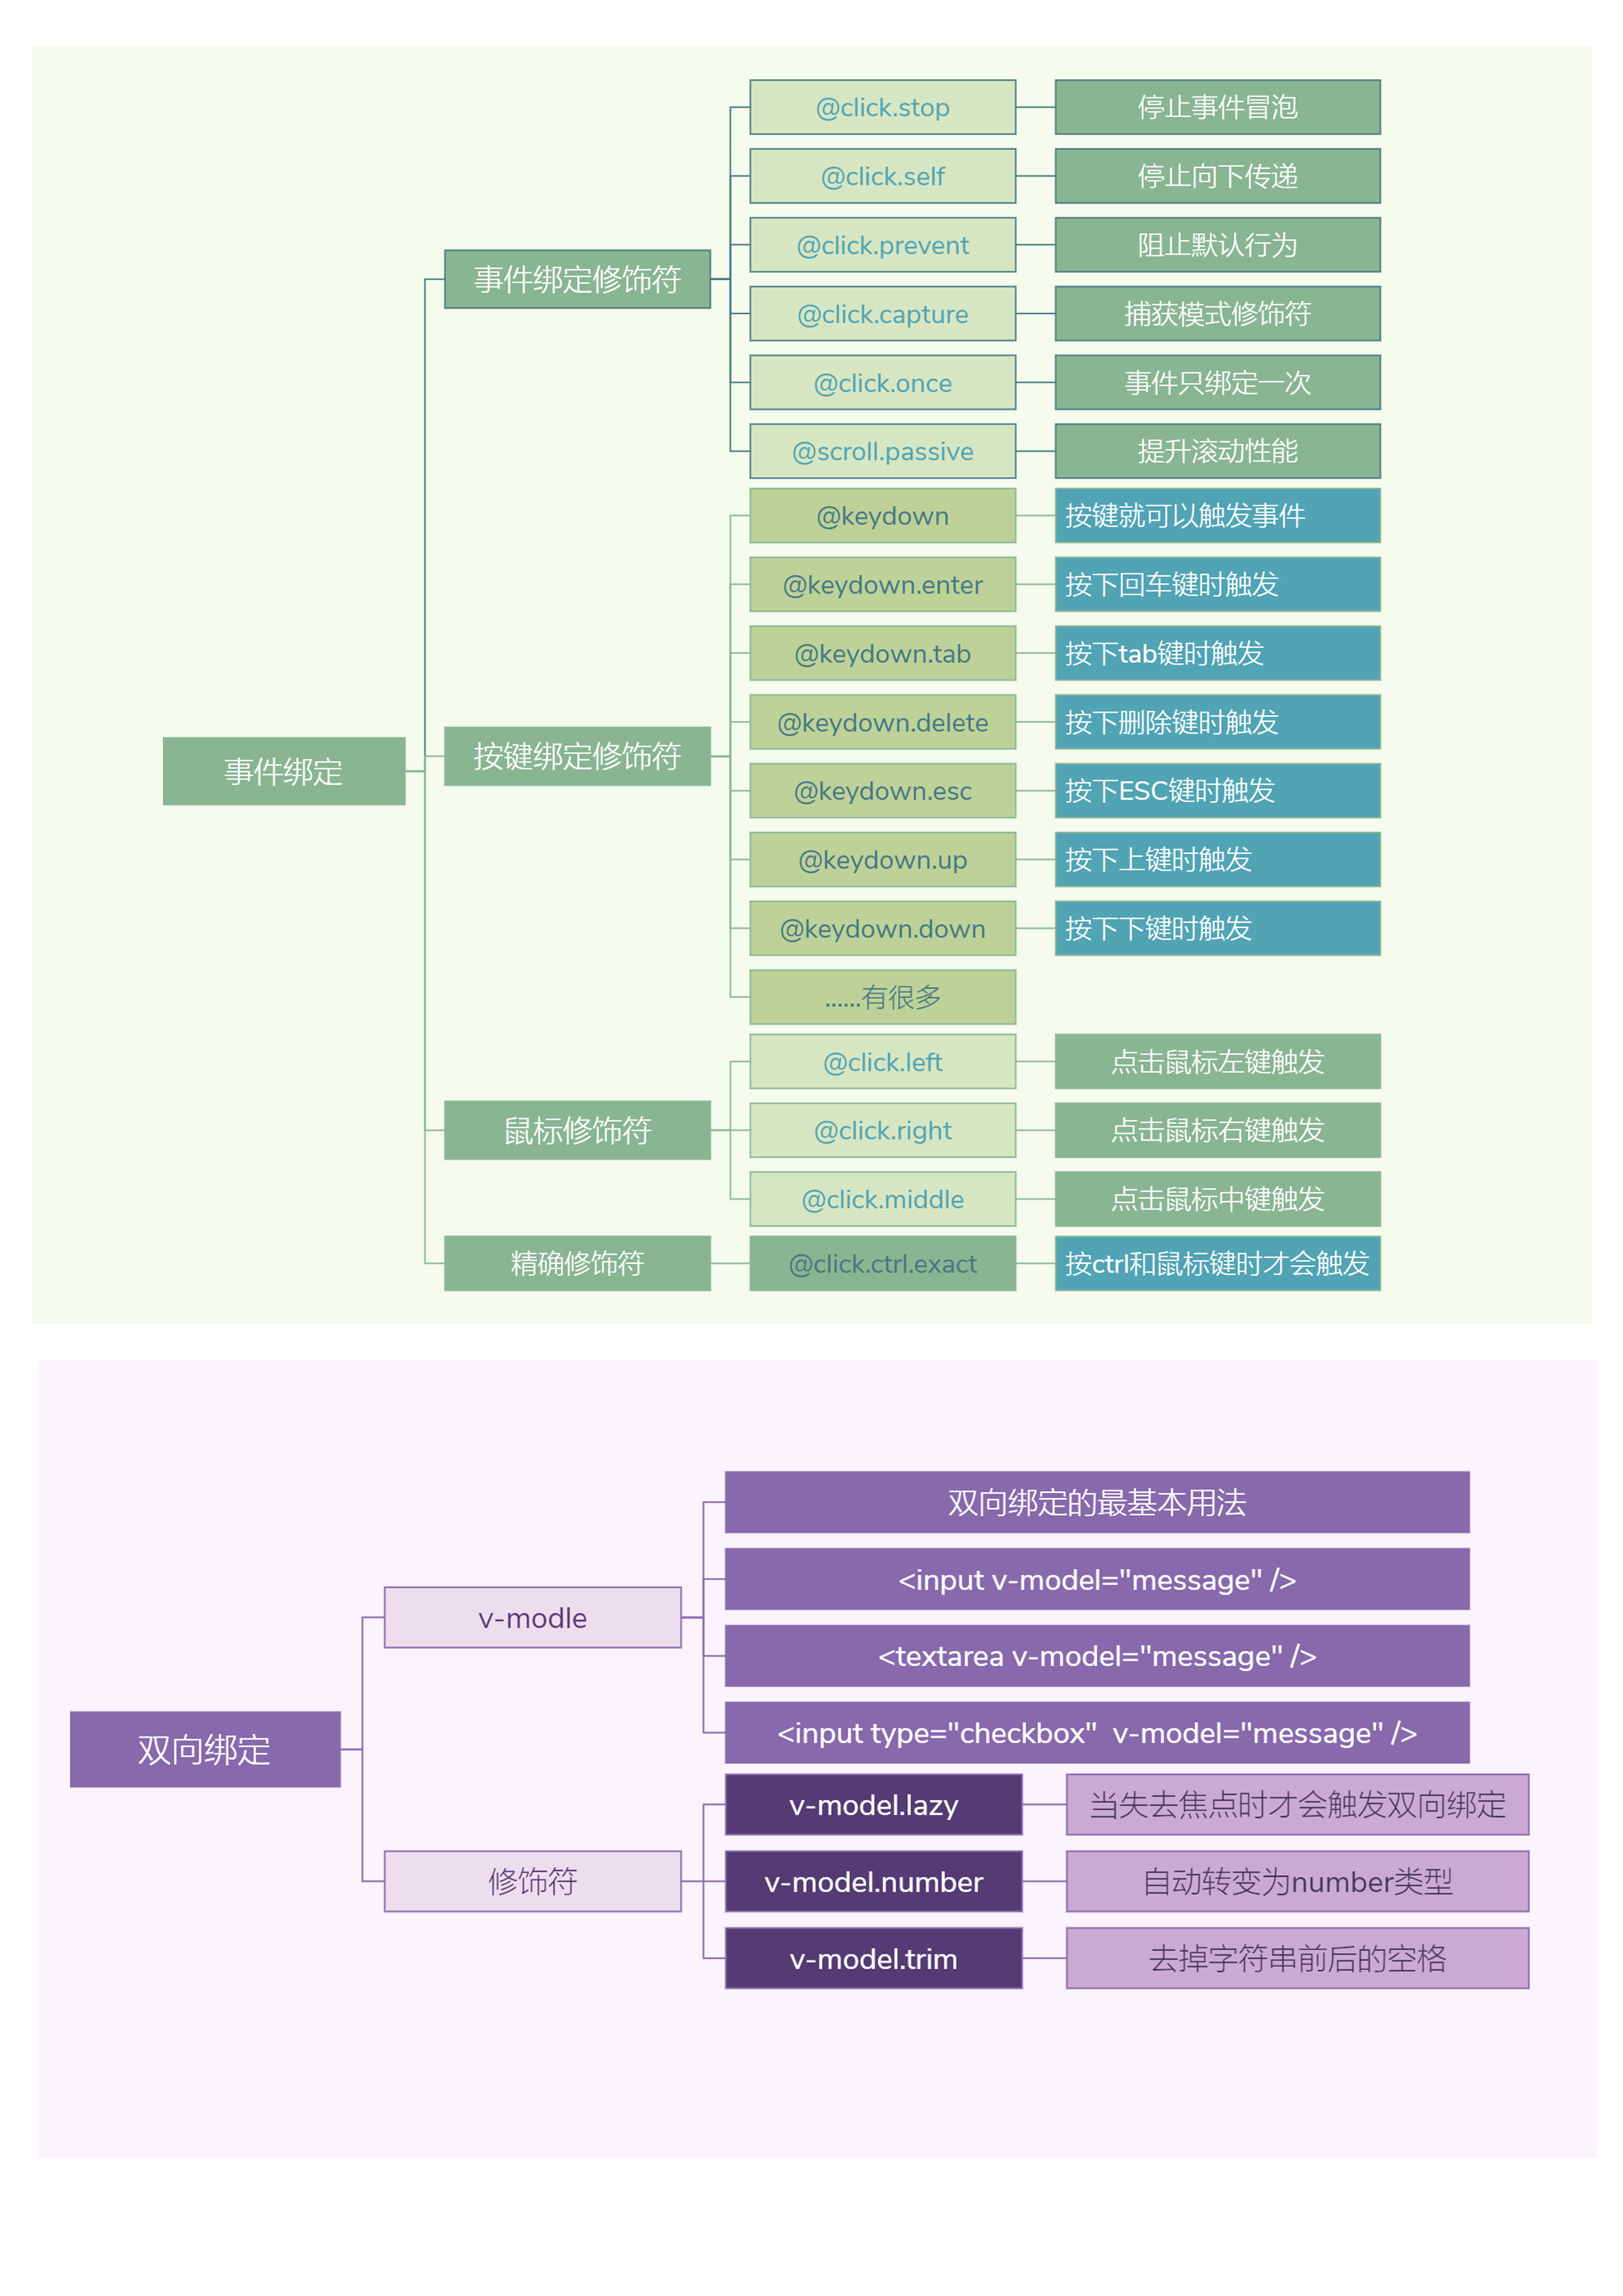 事件绑定
事件绑定修饰符
@click.stop
停止事件冒泡
@click.self
停止向下传递
@click.prevent
阻止默认行为
@click.capture
捕获模式修饰符
@click.once
事件只绑定一次
@scroll.passive
提升滚动性能
按键绑定修饰符
@keydown
按键就可以触发事件
@keydown.enter
按下回车键时触发
@keydown.tab
按下tab键时触发
@keydown.delete
按下删除键时触发
@keydown.esc
按下ESC键时触发
@keydown.up
按下上键时触发
@keydown.down
按下下键时触发
......有很多
鼠标修饰符
@click.left
点击鼠标左键触发
@click.right
点击鼠标右键触发
@click.middle
点击鼠标中键触发
精确修饰符
@click.ctrl.exact
按ctrl和鼠标键时才会触发
双向绑定
v-modle
双向绑定的最基本用法
<input v-model="message" />
<textarea v-model="message" />
<input type="checkbox"  v-model="message" />
修饰符
v-model.lazy
当失去焦点时才会触发双向绑定
v-model.number
自动转变为number类型
v-model.trim
去掉字符串前后的空格